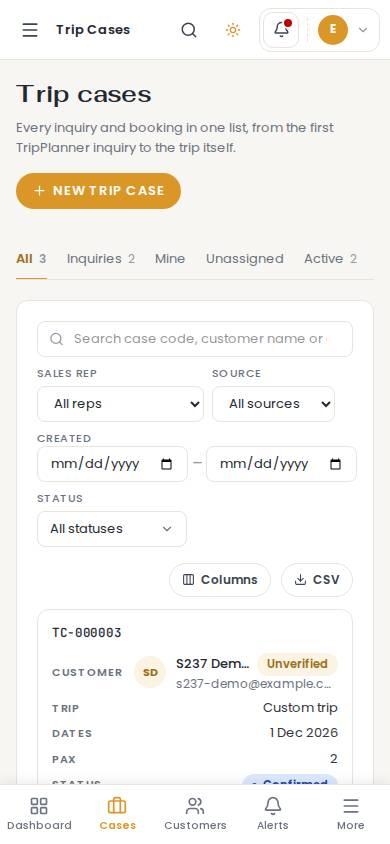 Trip Cases
E
Trip cases
Every inquiry and booking in one list, from the first
TripPlanner inquiry to the trip itself.
+ NEW TRIP CASE
All 3 Inquiries 2 Mine Unassigned Active 2
Search case code, customer name or
SALES REP SOURCE
All reps All sources
CREATED
mm/dd/yyyy – mm/dd/yyyy
STATUS
All statuses
Columns CSV
TC-000003
CUSTOMER SD S237 Dem... Unverified
s237-demo@example.c...
TRIP Custom trip
DATES 1 Dec 2026
PAX 2
STATUS Confirmed
Dashboard Cases Customers Alerts More